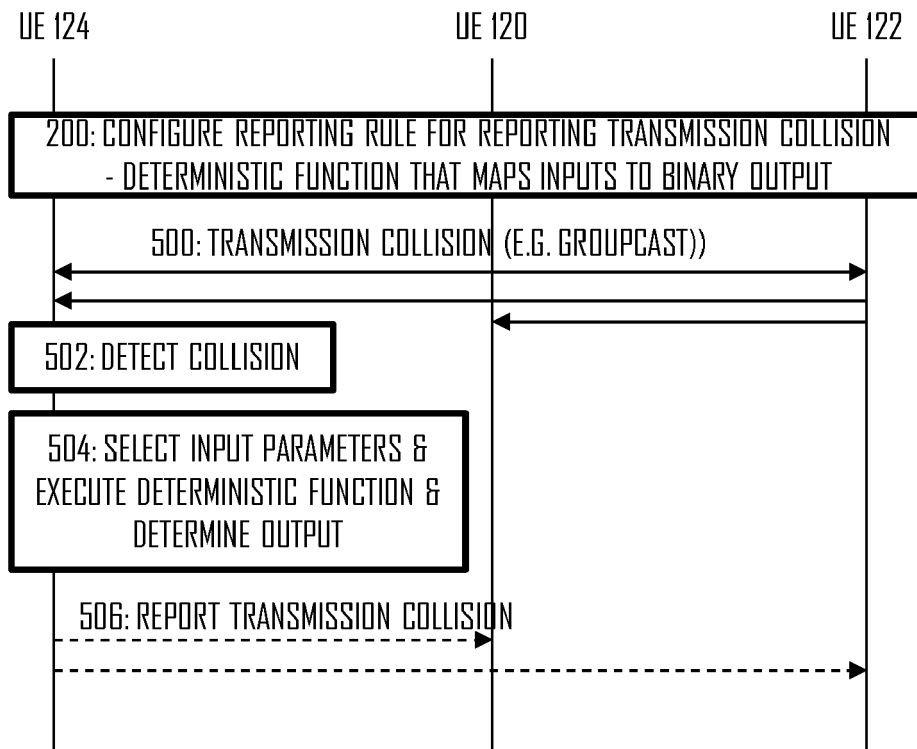 UE 124 UE 120 UE 122
200: CONFIGURE REPORTING RULE FOR REPORTING TRANSMISSION COLLISION
- DETERMINISTIC FUNCTION THAT MAPS INPUTS TO BINARY OUTPUT
500: TRANSMISSION COLLISION (E.G. GROUPCAST))
502: DETECT COLLISION
504: SELECT INPUT PARAMETERS &
EXECUTE DETERMINISTIC FUNCTION &
DETERMINE OUTPUT
506: REPORT TRANSMISSION COLLISION